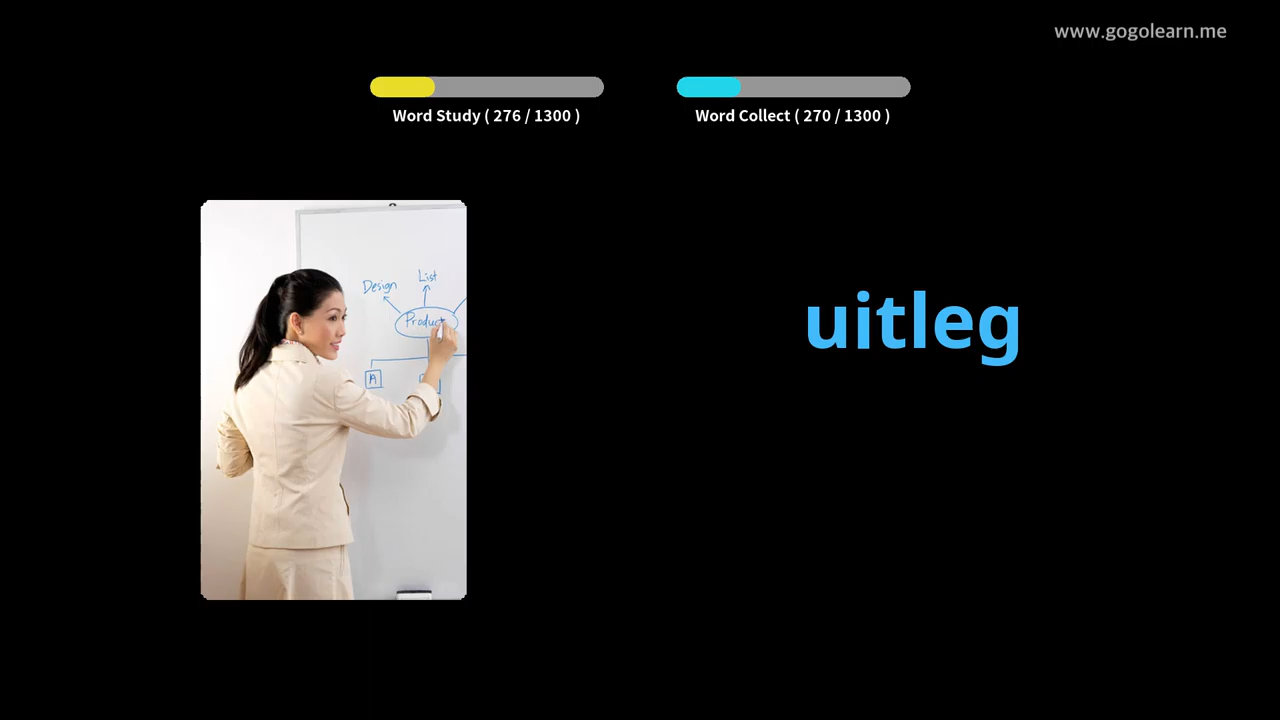 www.gogolearn.me
Word Study ( 276 / 1300 )
Word Collect ( 270 / 1300 )
List
Design
Product
A
uitleg